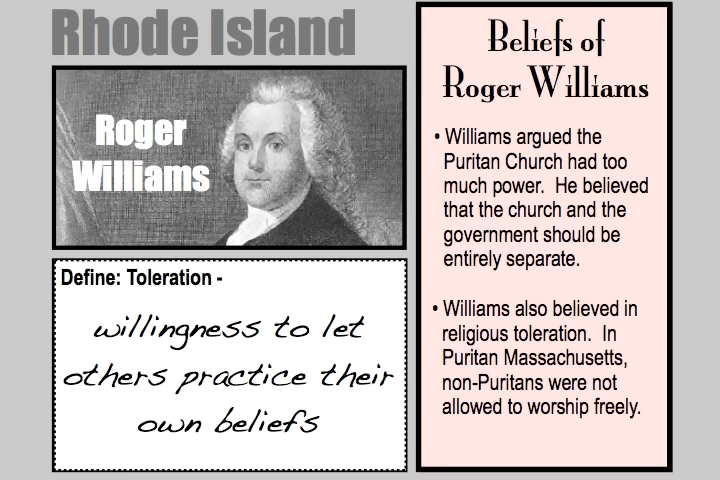 Rhode Island
Roger
Williams
Define: Toleration -
willingness to let
others practice their
own beliefs
Beliefs of
Roger Williams
• Williams argued the
Puritan Church had too
much power. He believed
that the church and the
government should be
entirely separate.
• Williams also believed in
religious toleration. In
Puritan Massachusetts,
non-Puritans were not
allowed to worship freely.